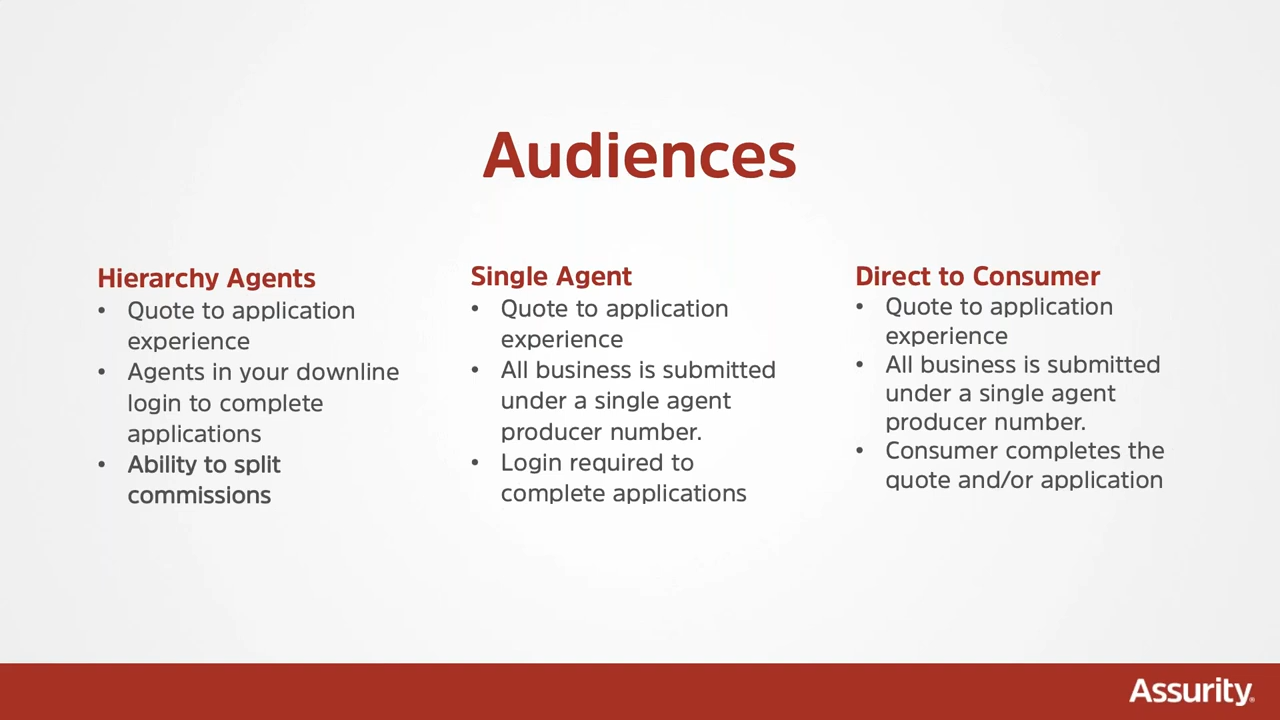 Audiences
Hierarchy Agents
• Quote to application
experience
• Agents in your downline
login to complete
applications
• Ability to split
commissions
Single Agent
• Quote to application
experience
• All business is submitted
under a single agent
producer number.
• Login required to
complete applications
Direct to Consumer
• Quote to application
experience
• All business is submitted
under a single agent
producer number.
• Consumer completes the
quote and/or application
Assurity®